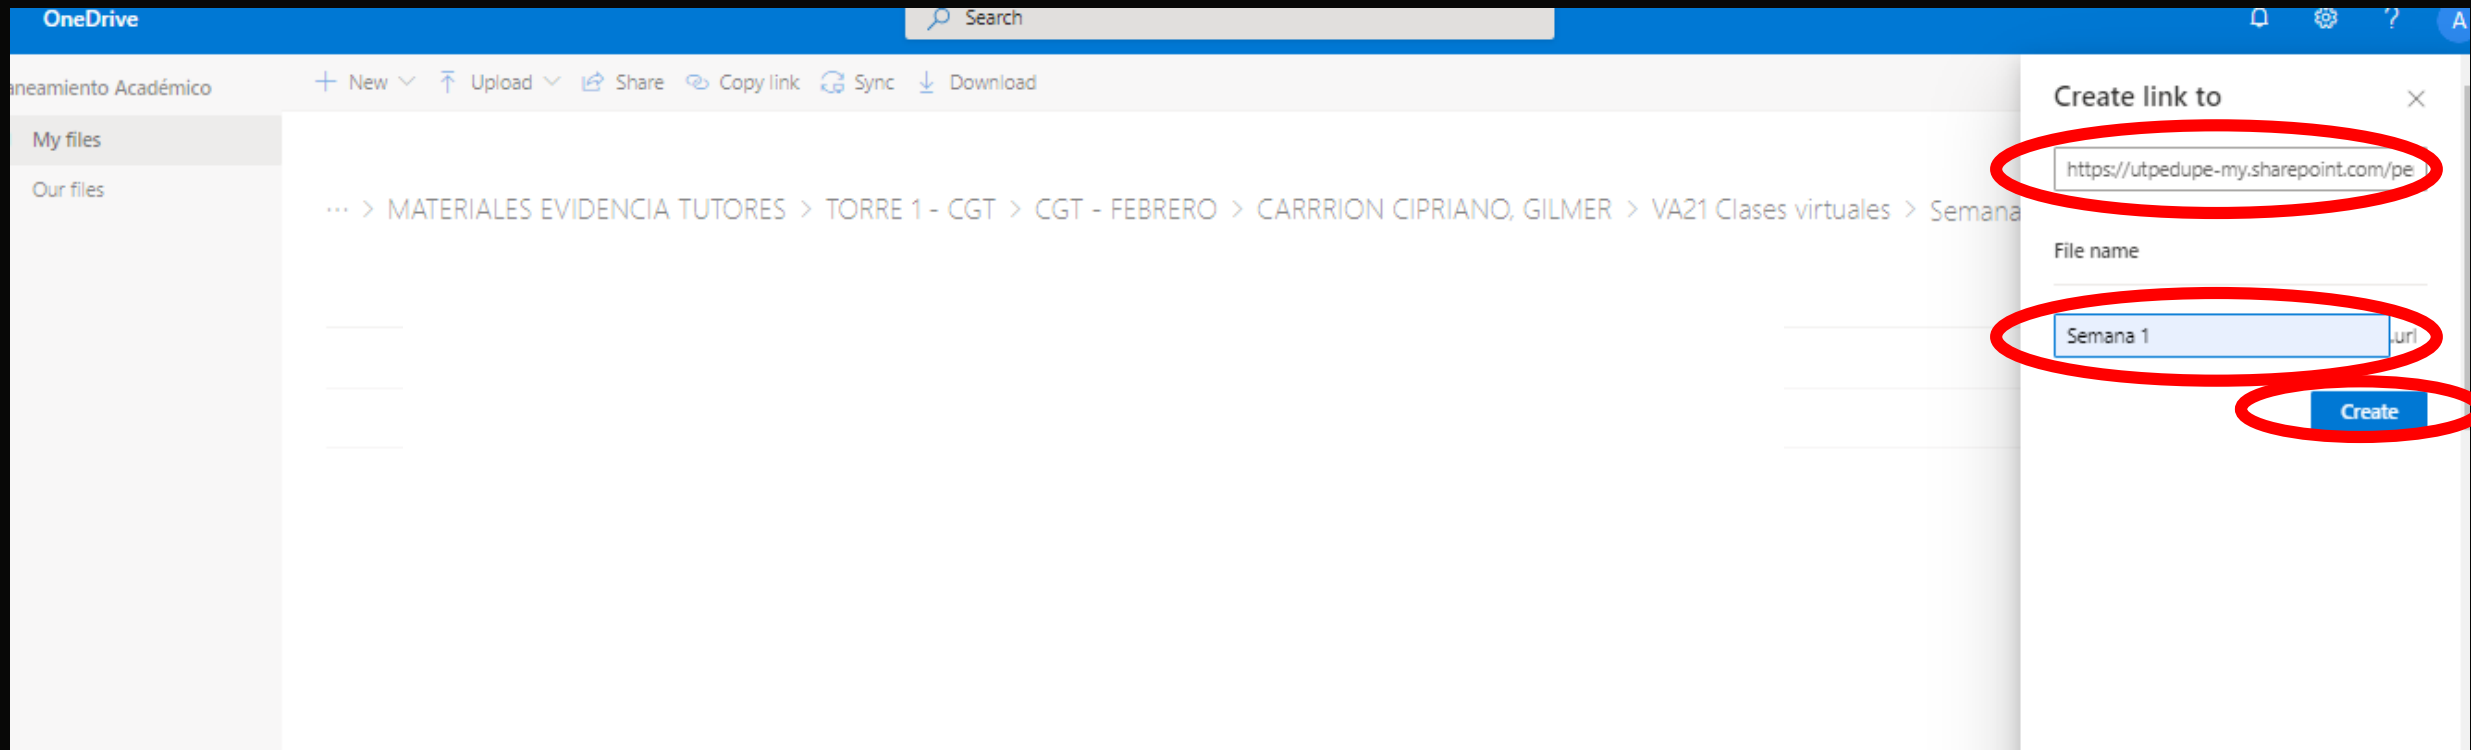 OneDrive
Search
?
A
aneamiento Académico
New
Upload
Share
Copy link
Sync
Download
My files
Our files
... > MATERIALES EVIDENCIA TUTORES > TORRE 1 - CGT > CGT - FEBRERO > CARRRION CIPRIANO, GILMER > VA21 Clases virtuales > Semana
Create link to
https://utpedupe-my.sharepoint.com/pe
File name
Semana 1
.url
Create